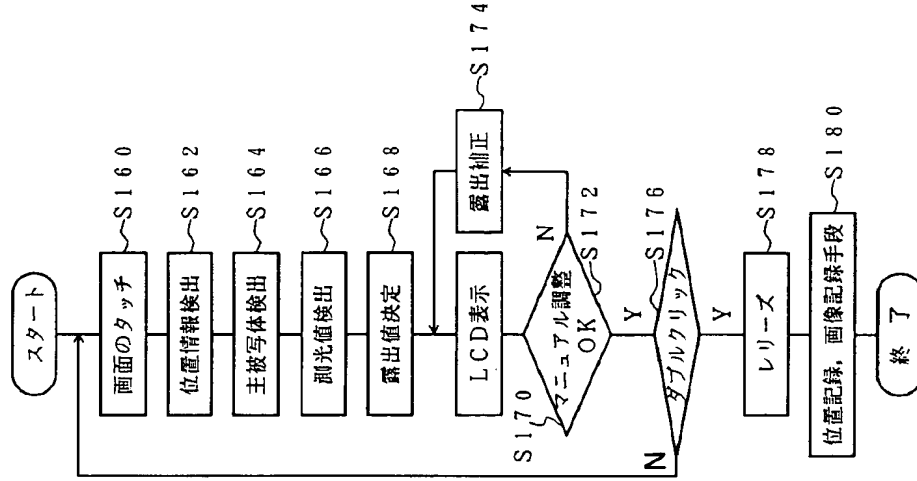 スタート
画面のタッチ S160
位置情報検出 S162
主被写体検出 S164
測光値検出 S166
露出値決定 S168
露出補正 S174
LCD表示
S170
マニュアル調整
OK
N
S172
Y
ダブルクリック S176
N
Y
レリーズ S178
位置記録，画像記録手段 S180
終了